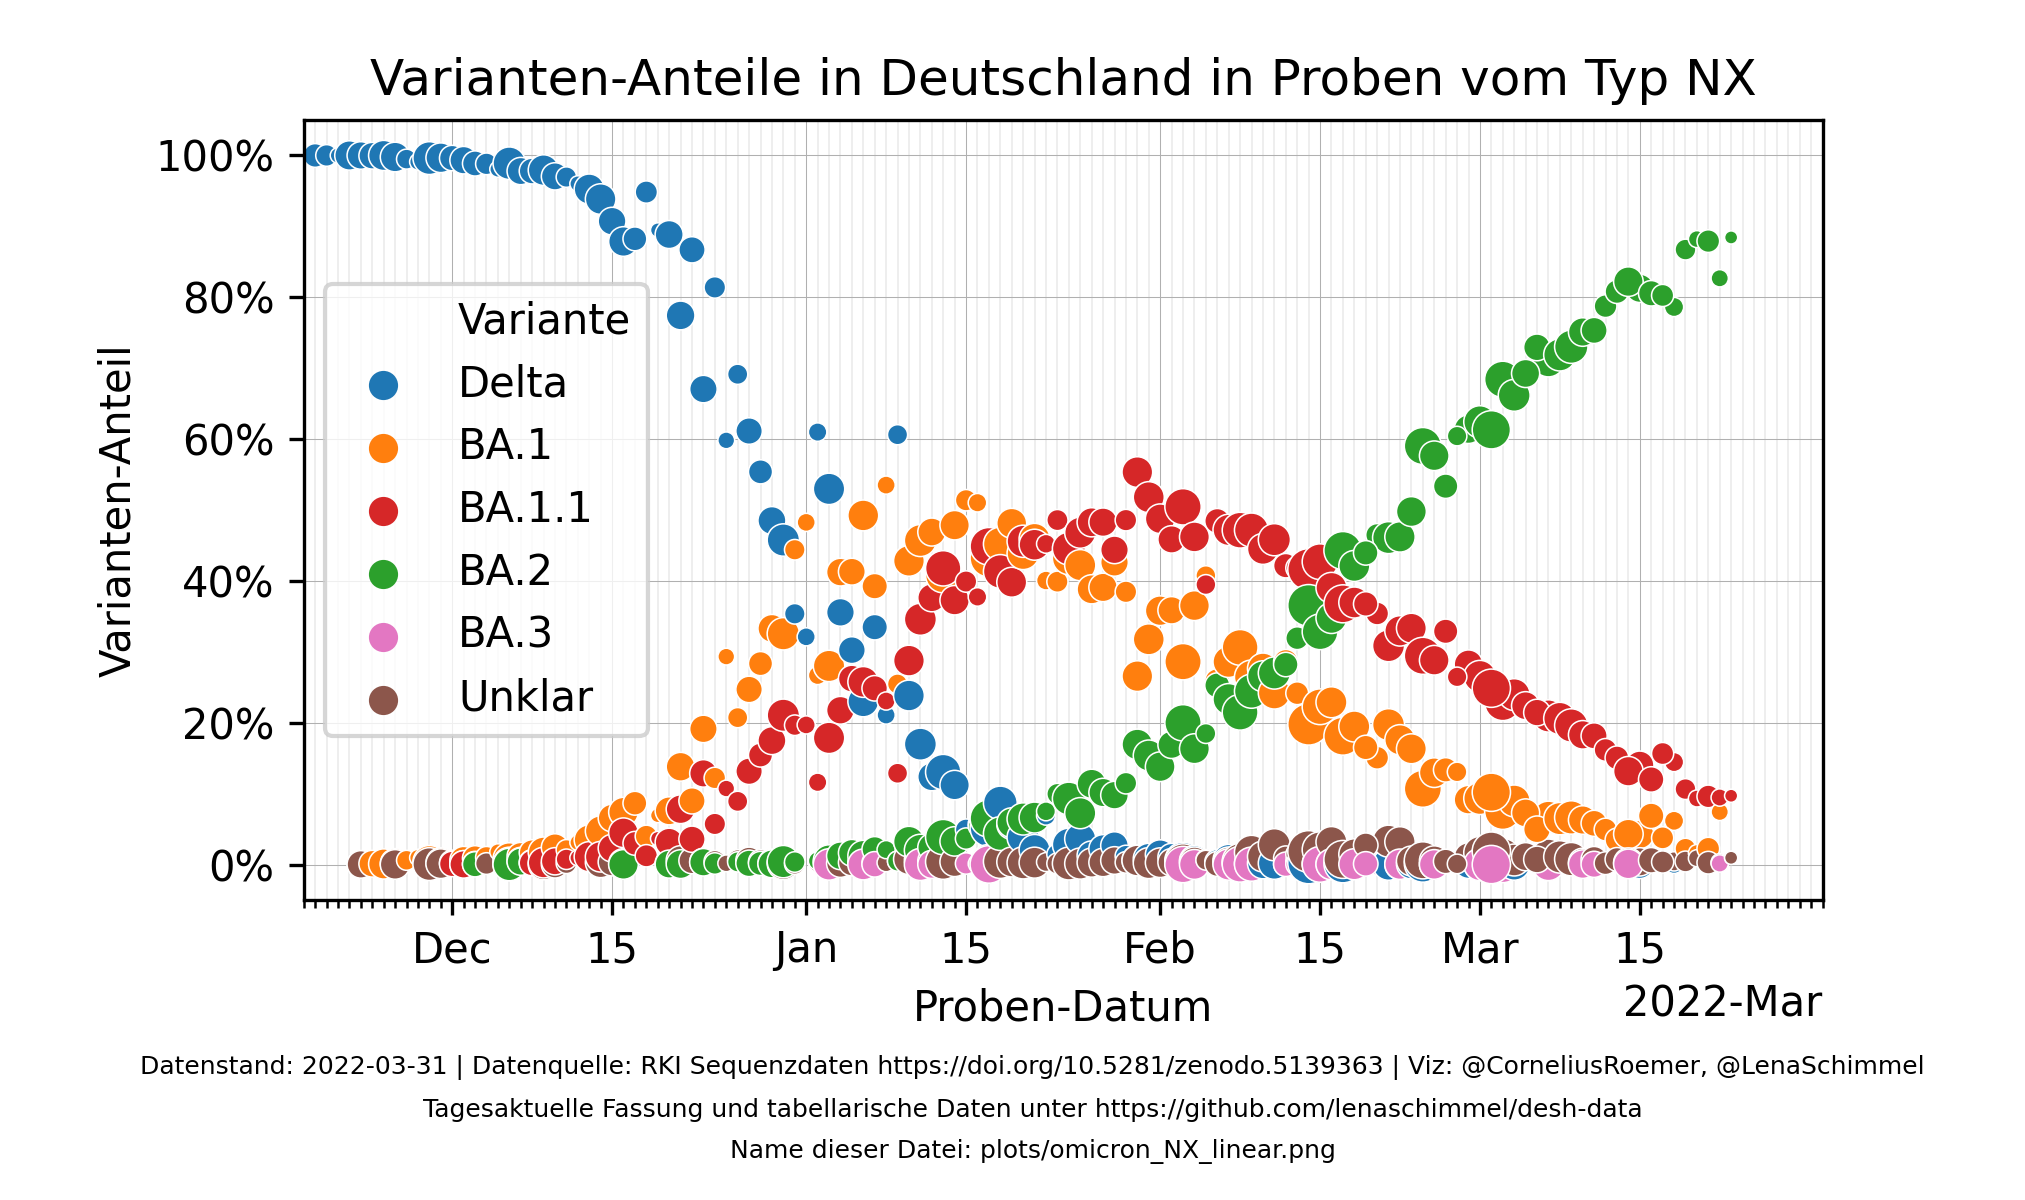 Varianten-Anteile in Deutschland in Proben vom Typ NX
Varianten-Anteil
100%
80%
60%
40%
20%
0%
Variante
Delta
BA.1
BA.1.1
BA.2
BA.3
Unklar
Dec 15 Jan 15 Feb 15 Mar 15
Proben-Datum
2022-Mar
Datenstand: 2022-03-31 | Datenquelle: RKI Sequenzdaten https://doi.org/10.5281/zenodo.5139363 | Viz: @CorneliusRoemer, @LenaSchimmel
Tagesaktuelle Fassung und tabellarische Daten unter https://github.com/lenaschimmel/desh-data
Name dieser Datei: plots/omicron_NX_linear.png